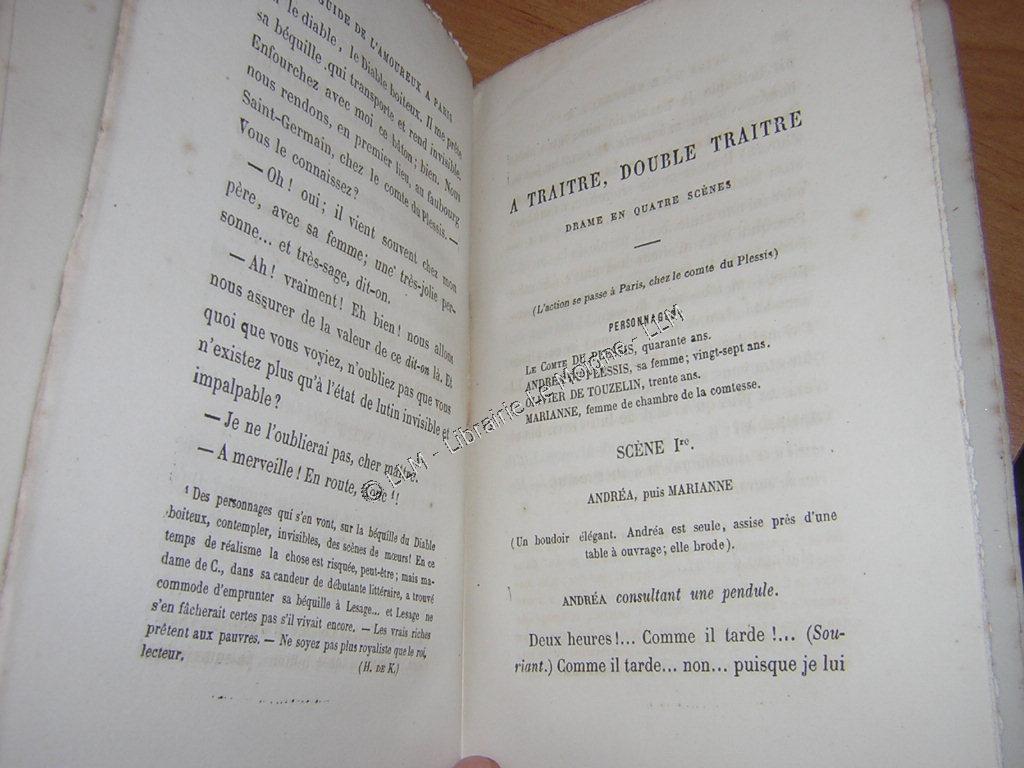 GUIDE DE L'AMOUREUX A PARIS
le diable, le Diable boiteux. Il me prête
sa béquille qui transporte et rend invisible.
Enfourchez avec moi ce bâton; bien. Nous
nous rendons, en premier lieu, au faubourg
Saint-Germain, chez le comte du Plessis. —
Vous le connaissez?
— Oh! oui; il vient souvent chez mon
père, avec sa femme; une très-jolie per-
sonne... et très-sage, dit-on.
— Ah! vraiment! Eh bien! nous allons
nous assurer de la valeur de ce dit-on là. Et
quoi que vous voyiez, n'oubliez pas que vous
n'existez plus qu'à l'état de lutin invisible et
impalpable?
— Je ne l'oublierai pas, cher maître.
— A merveille! En route, donc ¹!
¹ Des personnages qui s'en vont, sur la béquille du Diable
boiteux, contempler, invisibles, des scènes de mœurs! En ce
temps de réalisme la chose est risquée, peut-être; mais ma-
dame de C., dans sa candeur de débutante littéraire, a trouvé
commode d'emprunter sa béquille à Lesage... et Lesage ne
s'en fâcherait certes pas s'il vivait encore. — Les vrais riches
prêtent aux pauvres. — Ne soyez pas plus royaliste que le roi,
lecteur.
(H. DE K.)
A TRAITRE, DOUBLE TRAITRE
DRAME EN QUATRE SCÈNES
(L'action se passe à Paris, chez le comte du Plessis)
PERSONNAGES
LE COMTE DU PLESSIS, quarante ans.
ANDRÉA DU PLESSIS, sa femme; vingt-sept ans.
OLIVIER DE TOUZELIN, trente ans.
MARIANNE, femme de chambre de la comtesse.
SCÈNE Ire.
ANDRÉA, puis MARIANNE
(Un boudoir élégant. Andréa est seule, assise près d'une
table à ouvrage; elle brode).
ANDRÉA consultant une pendule.
Deux heures!... Comme il tarde!... (Sou-
riant.) Comme il tarde... non... puisque je lui
© LLM - Librairie de Moorne - LLM